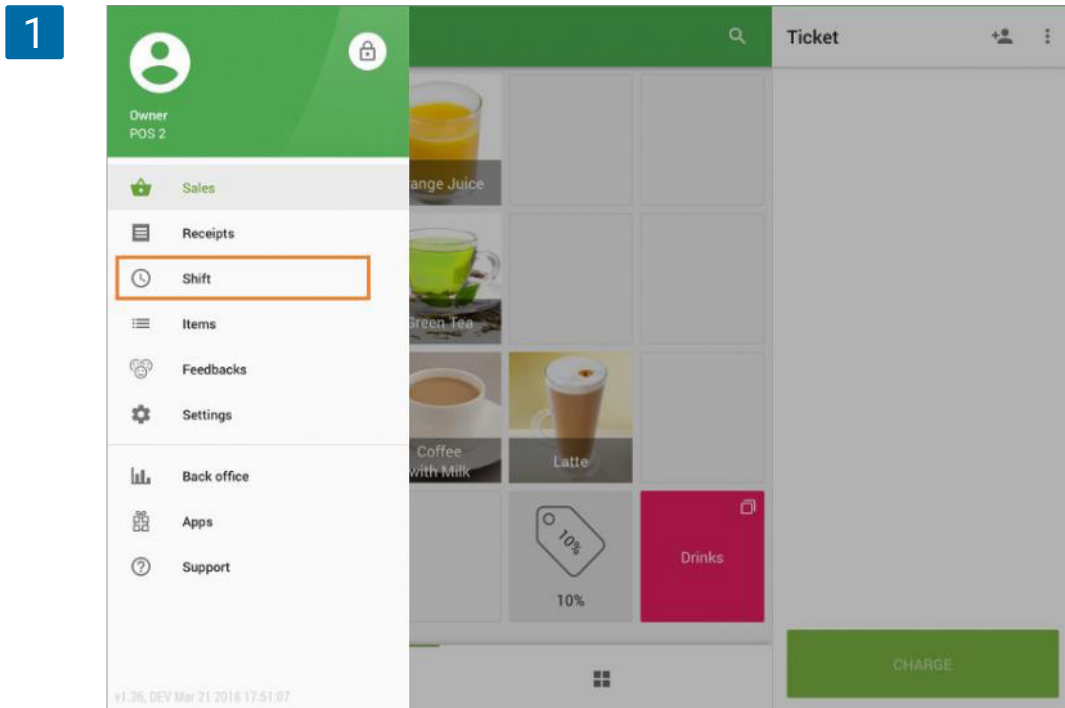 1
Owner
POS 2
Sales
Receipts
Shift
Items
Feedbacks
Settings
Back office
Apps
Support
v1.36, DEV Mar 21 2018 17:51:07
ange Juice
Green Tea
Coffee
with Milk
Latte
10%
10%
Drinks
Ticket
CHARGE